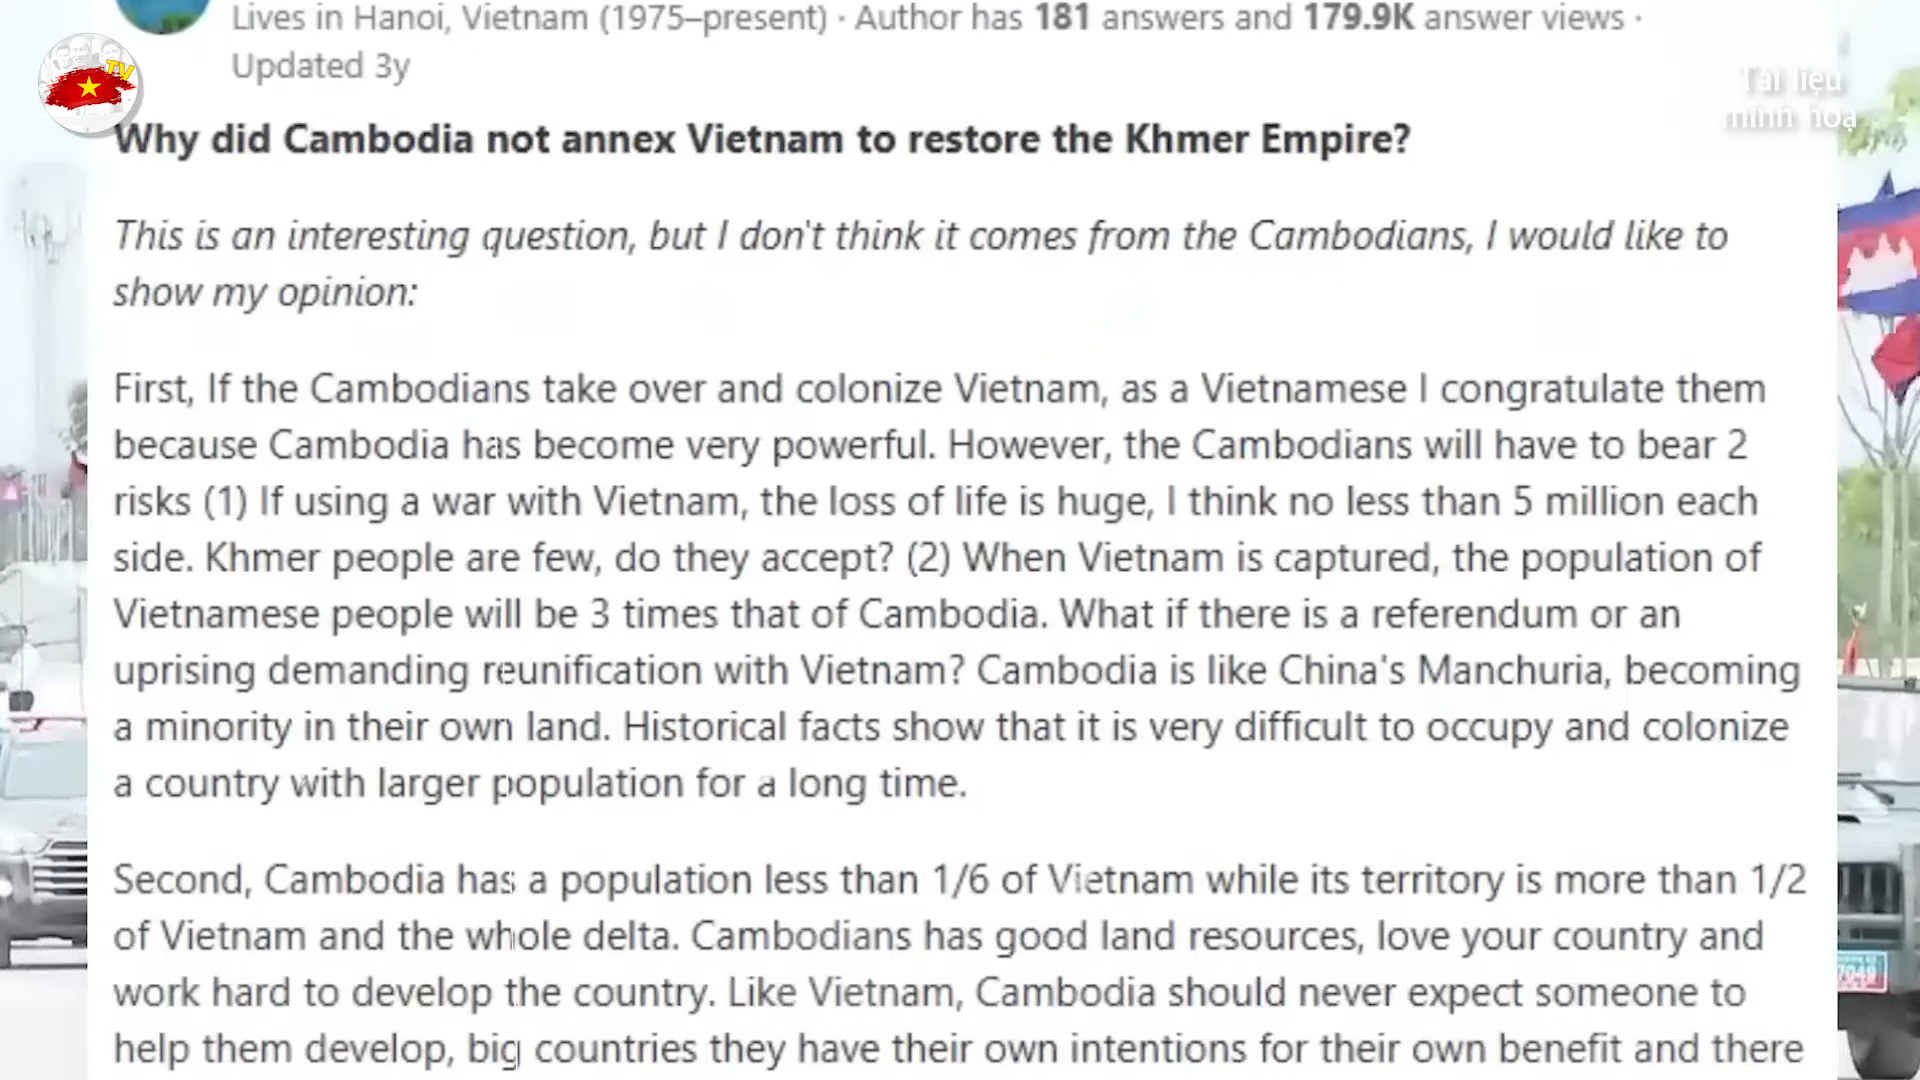 Lives in Hanoi, Vietnam (1975–present) · Author has 181 answers and 179.9K answer views ·
Updated 3y
TV
Tài liệu
minh hoạ
Why did Cambodia not annex Vietnam to restore the Khmer Empire?
This is an interesting question, but I don't think it comes from the Cambodians, I would like to
show my opinion:
First, If the Cambodians take over and colonize Vietnam, as a Vietnamese I congratulate them
because Cambodia has become very powerful. However, the Cambodians will have to bear 2
risks (1) If using a war with Vietnam, the loss of life is huge, I think no less than 5 million each
side. Khmer people are few, do they accept? (2) When Vietnam is captured, the population of
Vietnamese people will be 3 times that of Cambodia. What if there is a referendum or an
uprising demanding reunification with Vietnam? Cambodia is like China's Manchuria, becoming
a minority in their own land. Historical facts show that it is very difficult to occupy and colonize
a country with larger population for a long time.
Second, Cambodia has a population less than 1/6 of Vietnam while its territory is more than 1/2
of Vietnam and the whole delta. Cambodians has good land resources, love your country and
work hard to develop the country. Like Vietnam, Cambodia should never expect someone to
help them develop, big countries they have their own intentions for their own benefit and there